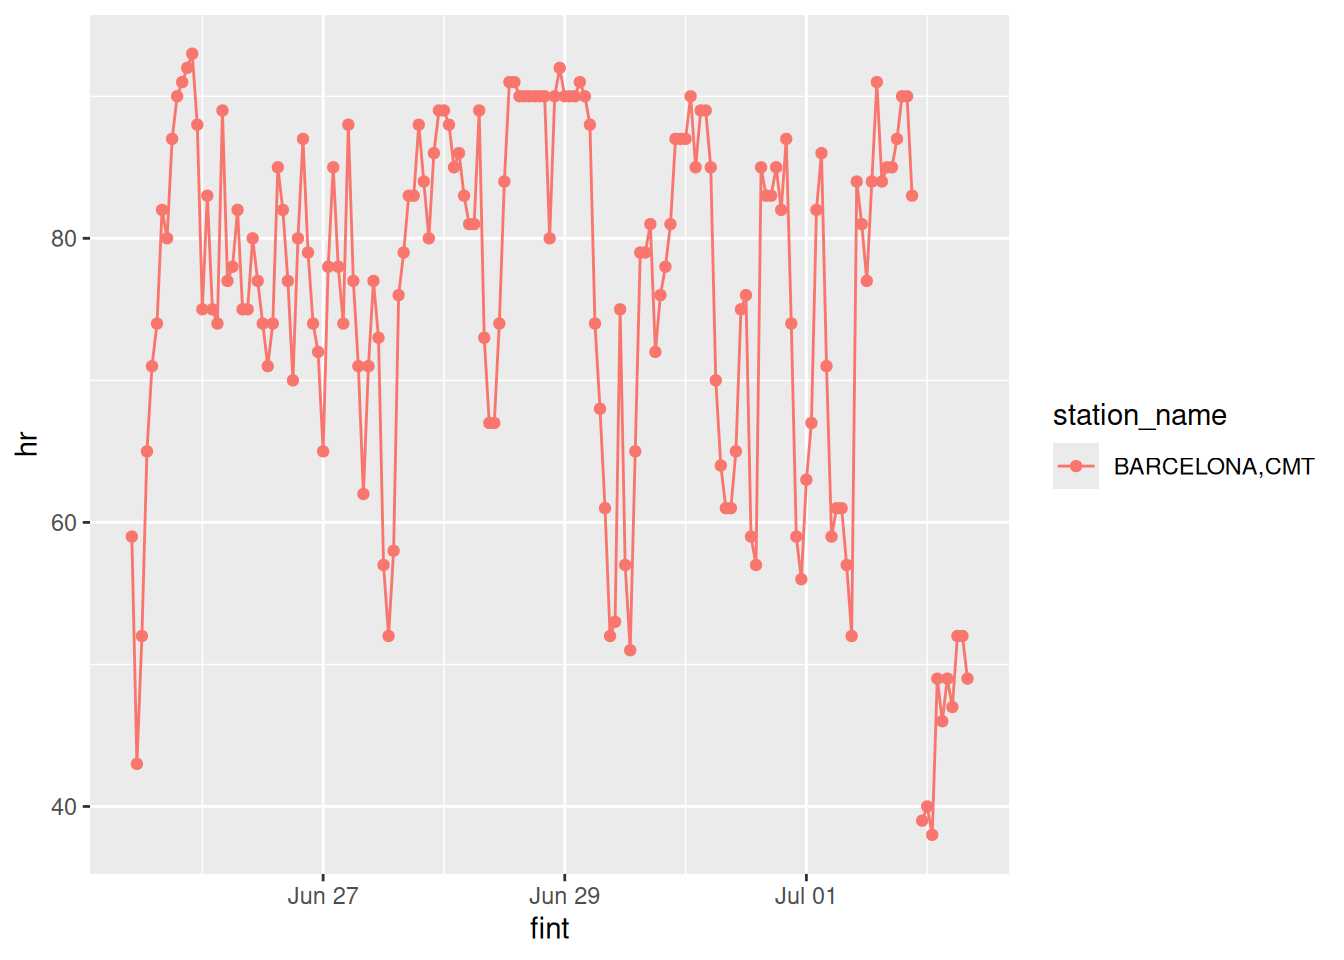 80
60
40
hr
Jun 27
Jun 29
Jul 01
fint
station_name
BARCELONA,CMT